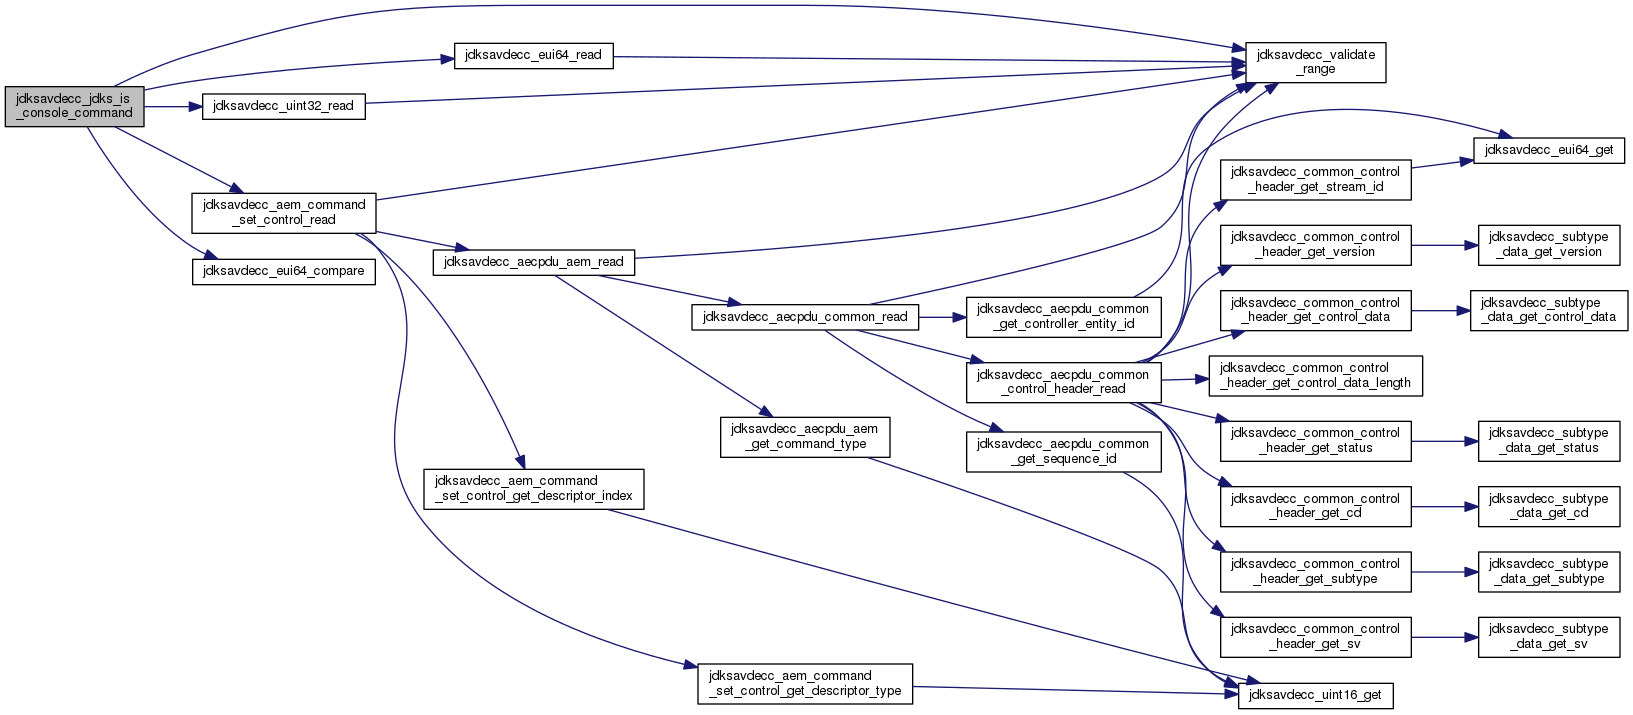 jdksavdecc_jdks_is
_console_command
jdksavdecc_eui64_read
jdksavdecc_uint32_read
jdksavdecc_aem_command
_set_control_read
jdksavdecc_eui64_compare
jdksavdecc_aecpdu_aem_read
jdksavdecc_aem_command
_set_control_get_descriptor_index
jdksavdecc_aecpdu_common_read
jdksavdecc_aecpdu_aem
_get_command_type
jdksavdecc_aem_command
_set_control_get_descriptor_type
jdksavdecc_aecpdu_common
_get_controller_entity_id
jdksavdecc_aecpdu_common
_control_header_read
jdksavdecc_aecpdu_common
_get_sequence_id
jdksavdecc_validate
_range
jdksavdecc_common_control
_header_get_stream_id
jdksavdecc_common_control
_header_get_version
jdksavdecc_common_control
_header_get_control_data
jdksavdecc_common_control
_header_get_control_data_length
jdksavdecc_common_control
_header_get_status
jdksavdecc_common_control
_header_get_cd
jdksavdecc_common_control
_header_get_subtype
jdksavdecc_common_control
_header_get_sv
jdksavdecc_uint16_get
jdksavdecc_eui64_get
jdksavdecc_subtype
_data_get_version
jdksavdecc_subtype
_data_get_control_data
jdksavdecc_subtype
_data_get_status
jdksavdecc_subtype
_data_get_cd
jdksavdecc_subtype
_data_get_subtype
jdksavdecc_subtype
_data_get_sv